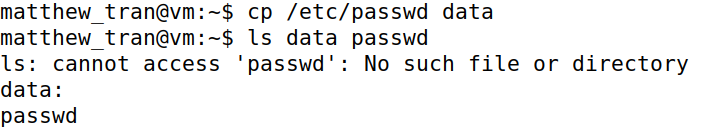 matthew_tran@vm:~$ cp /etc/passwd data
matthew_tran@vm:~$ ls data passwd
ls: cannot access 'passwd': No such file or directory
data:
passwd